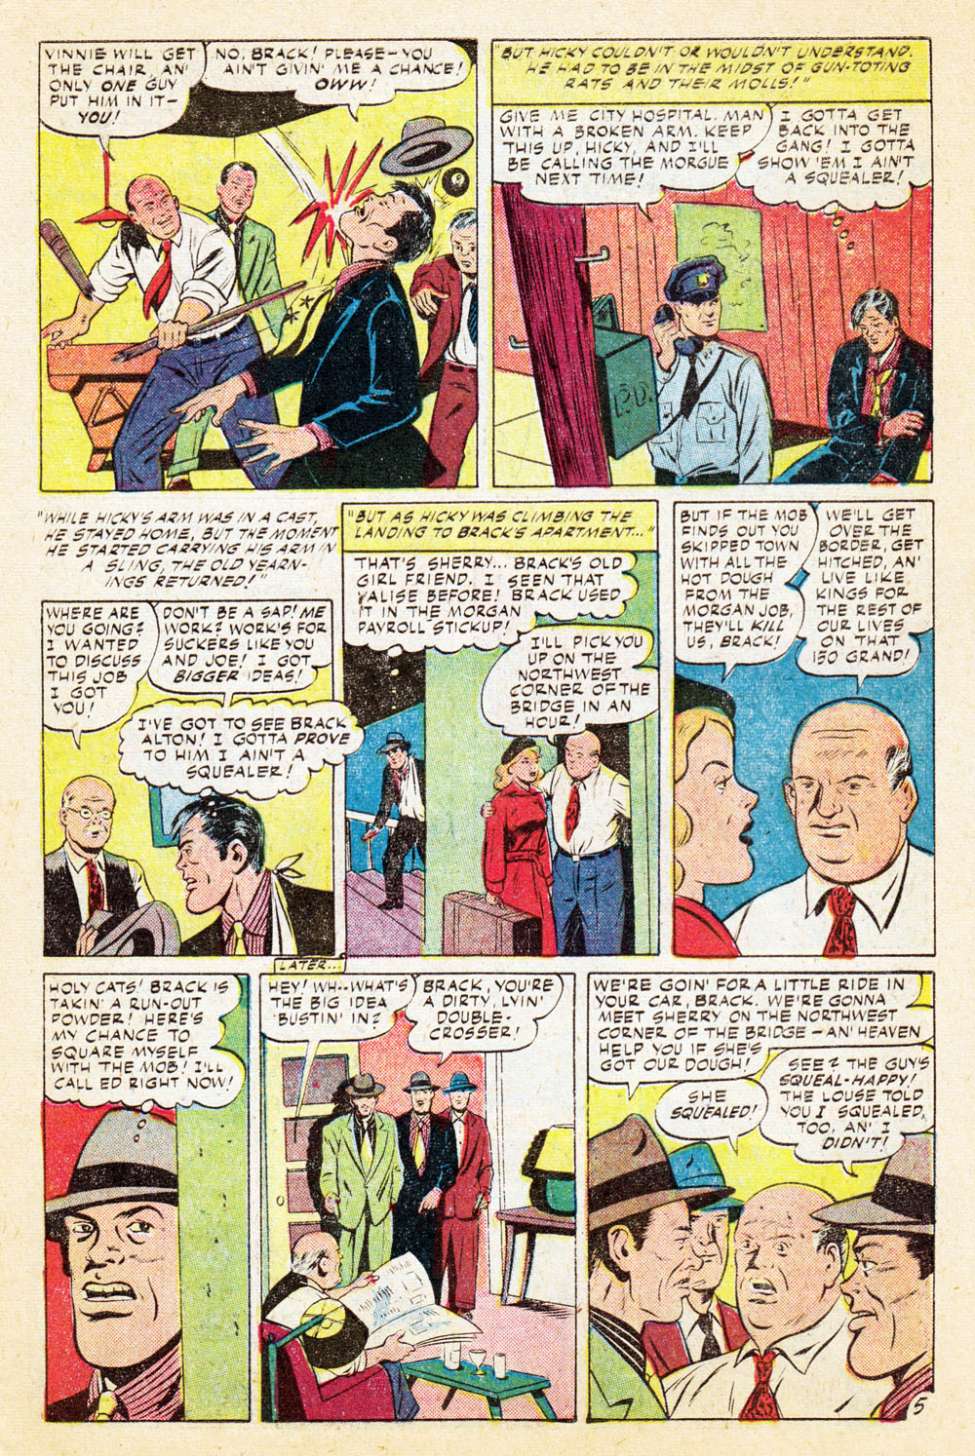 VINNIE WILL GET
THE CHAIR, AN'
ONLY ONE GUY
PUT HIM IN IT—
YOU!
NO, BRACK! PLEASE—YOU
AIN'T GIVIN' ME A CHANCE!
OWW!
9
"BUT HICKY COULDN'T OR WOULDN'T UNDERSTAND.
HE HAD TO BE IN THE MIDST OF GUN-TOTING
RATS AND THEIR MOLLS!"
GIVE ME CITY HOSPITAL. MAN
WITH A BROKEN ARM. KEEP
THIS UP, HICKY, AND I'LL
BE CALLING THE MORGUE
NEXT TIME!
I GOTTA GET
BACK INTO THE
GANG! I GOTTA
SHOW 'EM I AIN'T
A SQUEALER!
P.D.
"WHILE HICKY'S ARM WAS IN A CAST,
HE STAYED HOME, BUT THE MOMENT
HE STARTED CARRYING HIS ARM IN
A SLING, THE OLD YEARN-
INGS RETURNED!"
WHERE ARE
YOU GOING?
I WANTED
TO DISCUSS
THIS JOB
I GOT
YOU!
DON'T BE A SAP! ME
WORK? WORK'S FOR
SUCKERS LIKE YOU
AND JOE! I GOT
BIGGER IDEAS!
I'VE GOT TO SEE BRACK
ALTON! I GOTTA PROVE
TO HIM I AIN'T A
SQUEALER!
"BUT AS HICKY WAS CLIMBING THE
LANDING TO BRACK'S APARTMENT..."
THAT'S SHERRY... BRACK'S OLD
GIRL FRIEND. I SEEN THAT
VALISE BEFORE! BRACK USED
IT IN THE MORGAN
PAYROLL STICKUP!
I'LL PICK YOU
UP ON THE
NORTHWEST
CORNER OF THE
BRIDGE IN AN
HOUR!
BUT IF THE MOB
FINDS OUT YOU
SKIPPED TOWN
WITH ALL THE
HOT DOUGH
FROM THE
MORGAN JOB,
THEY'LL KILL
US, BRACK!
WE'LL GET
OVER THE
BORDER, GET
HITCHED, AN'
LIVE LIKE
KINGS FOR THE
REST OF
OUR LIVES
ON THAT
150 GRAND!
HOLY CATS! BRACK IS
TAKIN' A RUN-OUT
POWDER! HERE'S
MY CHANCE TO
SQUARE MYSELF
WITH THE MOB! I'LL
CALL ED RIGHT NOW!
LATER...
HEY! WH--WHAT'S
THE BIG IDEA
'BUSTIN' IN?
BRACK, YOU'RE
A DIRTY, LYIN'
DOUBLE-
CROSSER!
WE'RE GOIN' FOR A LITTLE RIDE IN
YOUR CAR, BRACK. WE'RE GONNA
MEET SHERRY ON THE NORTHWEST
CORNER OF THE BRIDGE—AN' HEAVEN
HELP YOU IF SHE'S
GOT OUR DOUGH!
SHE
SQUEALED!
SEE? THE GUY'S
SQUEAL-HAPPY!
THE LOUSE TOLD
YOU I SQUEALED,
TOO, AN' I
DIDN'T!
5